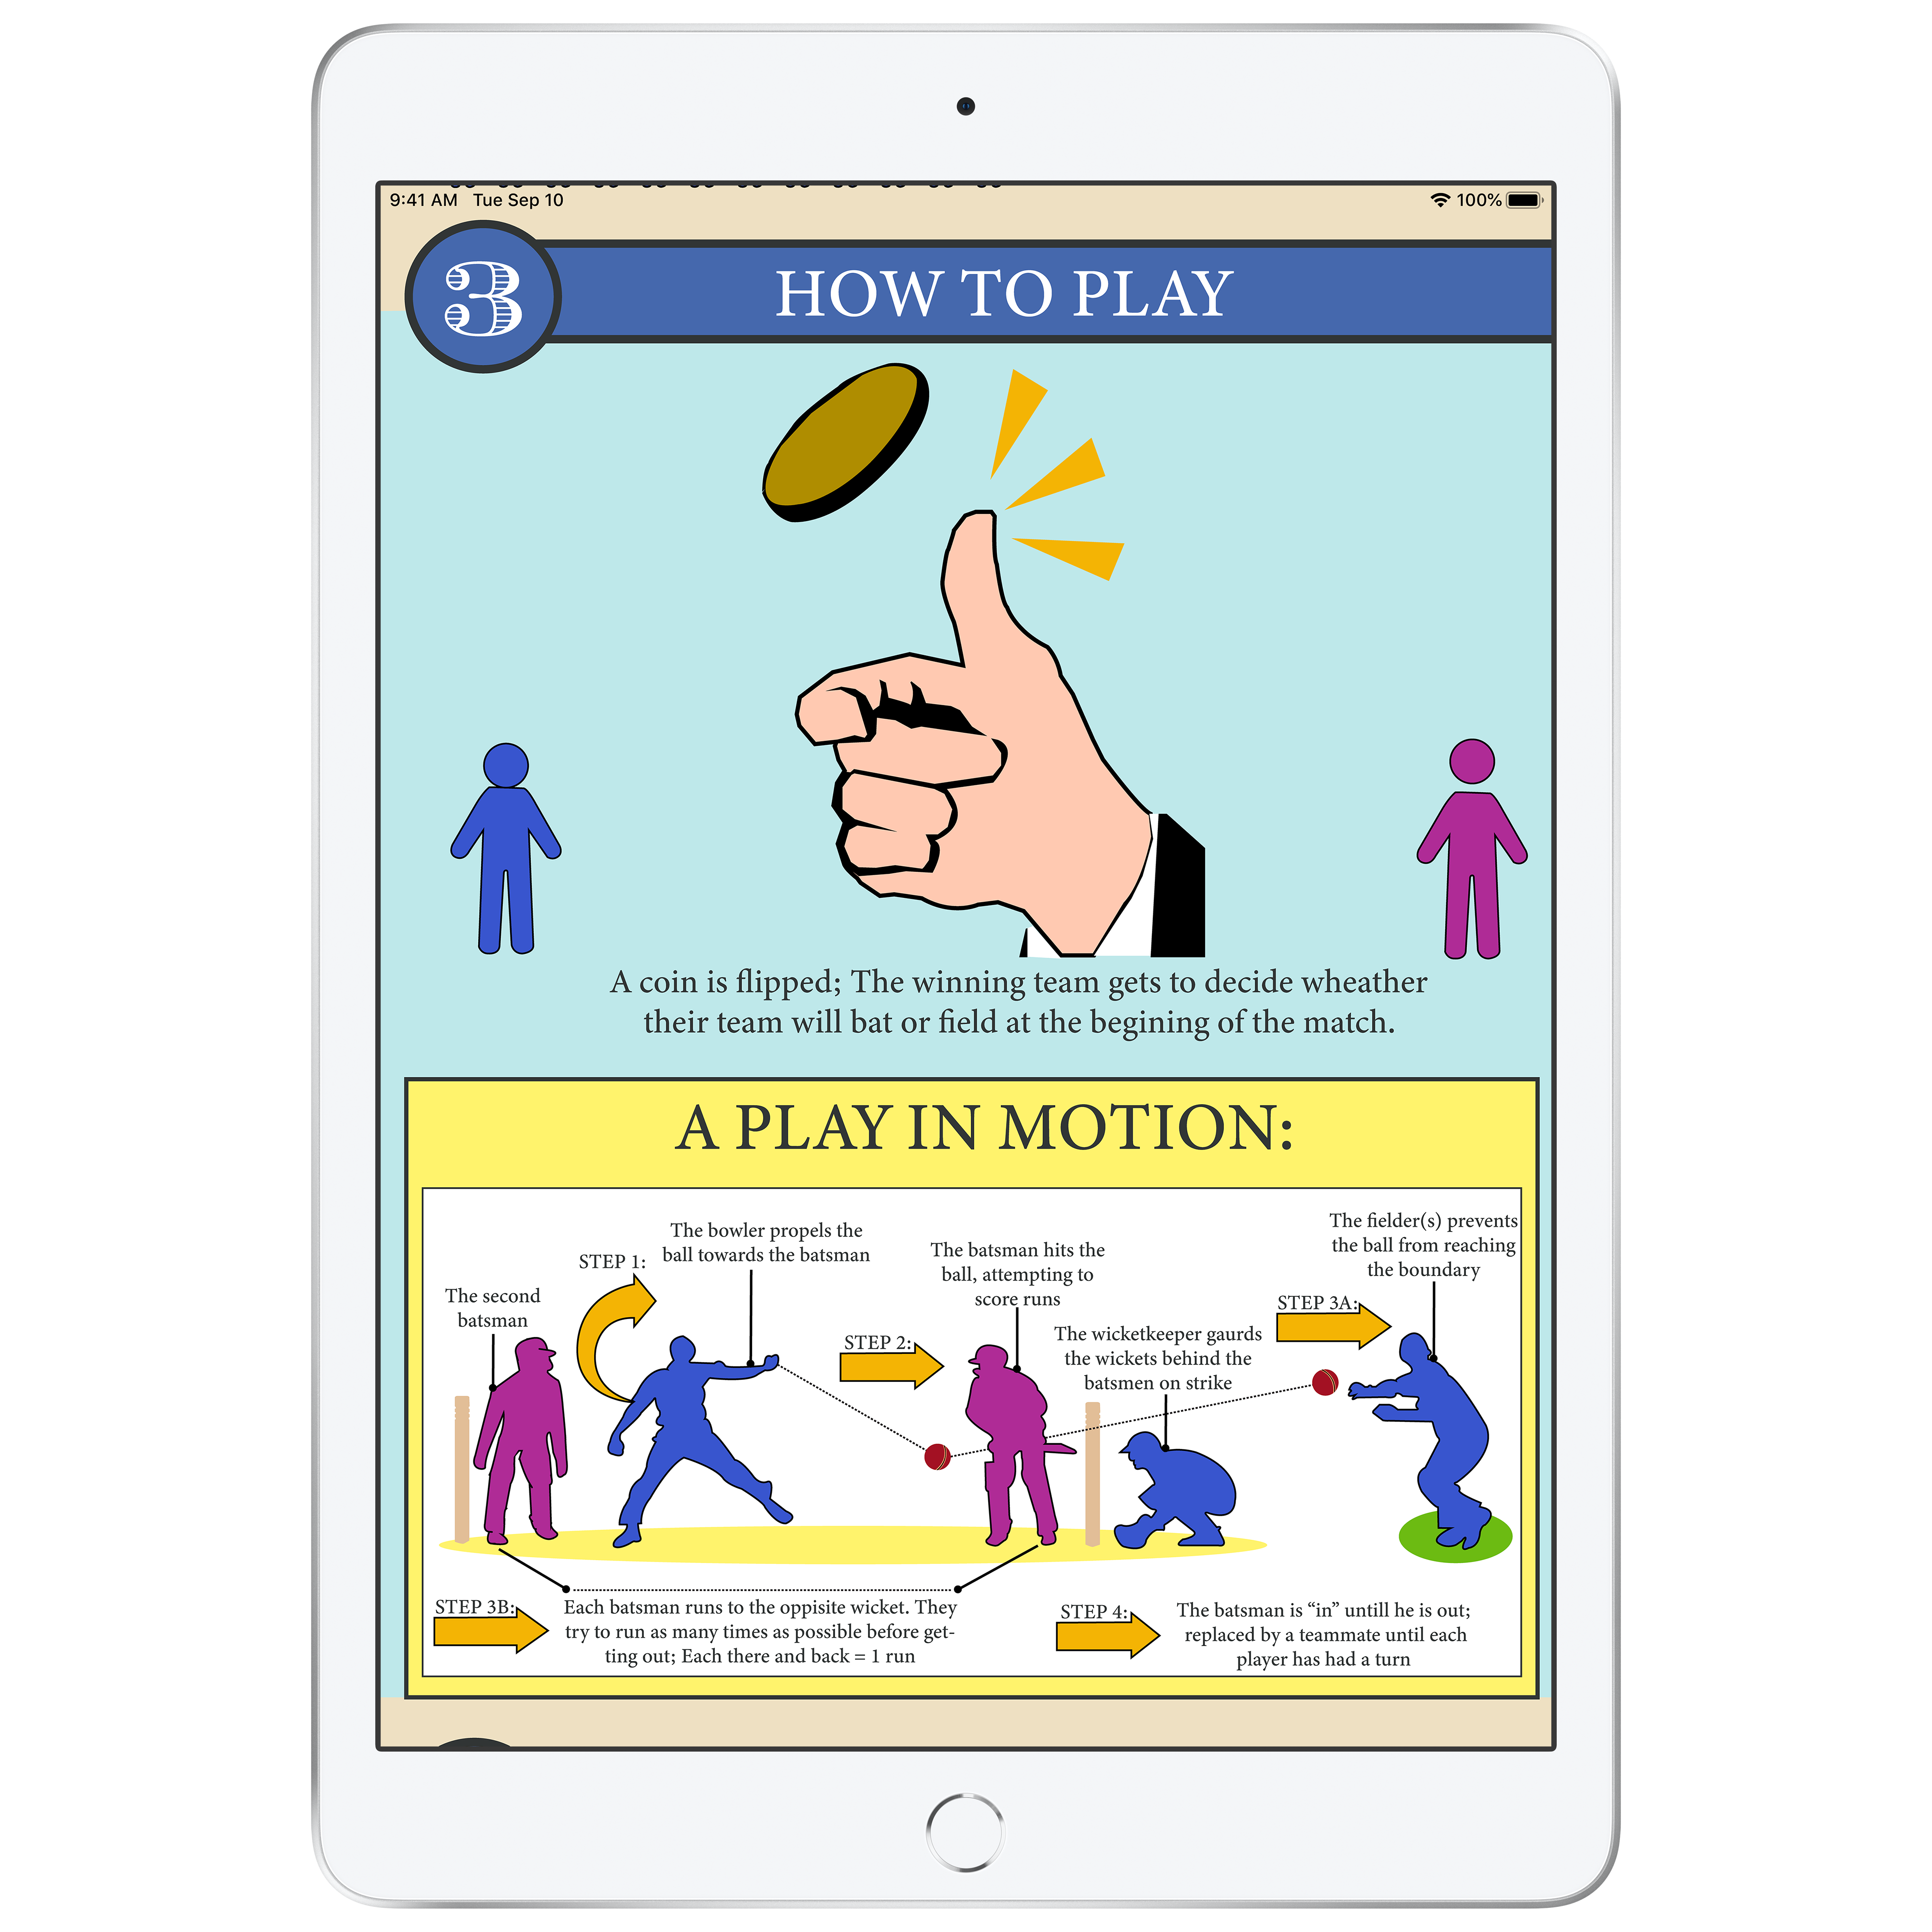 9:41 AM Tue Sep 10
100%
3
HOW TO PLAY
A coin is flipped; The winning team gets to decide wheather
their team will bat or field at the begining of the match.
A PLAY IN MOTION:
The second
batsman
STEP 1:
The bowler propels the
ball towards the batsman
STEP 2:
The batsman hits the
ball, attempting to
score runs
The wicketkeeper gaurds
the wickets behind the
batsmen on strike
STEP 3A:
The fielder(s) prevents
the ball from reaching
the boundary
STEP 3B:
Each batsman runs to the oppisite wicket. They
try to run as many times as possible before get-
ting out; Each there and back = 1 run
STEP 4:
The batsman is “in” untill he is out;
replaced by a teammate until each
player has had a turn